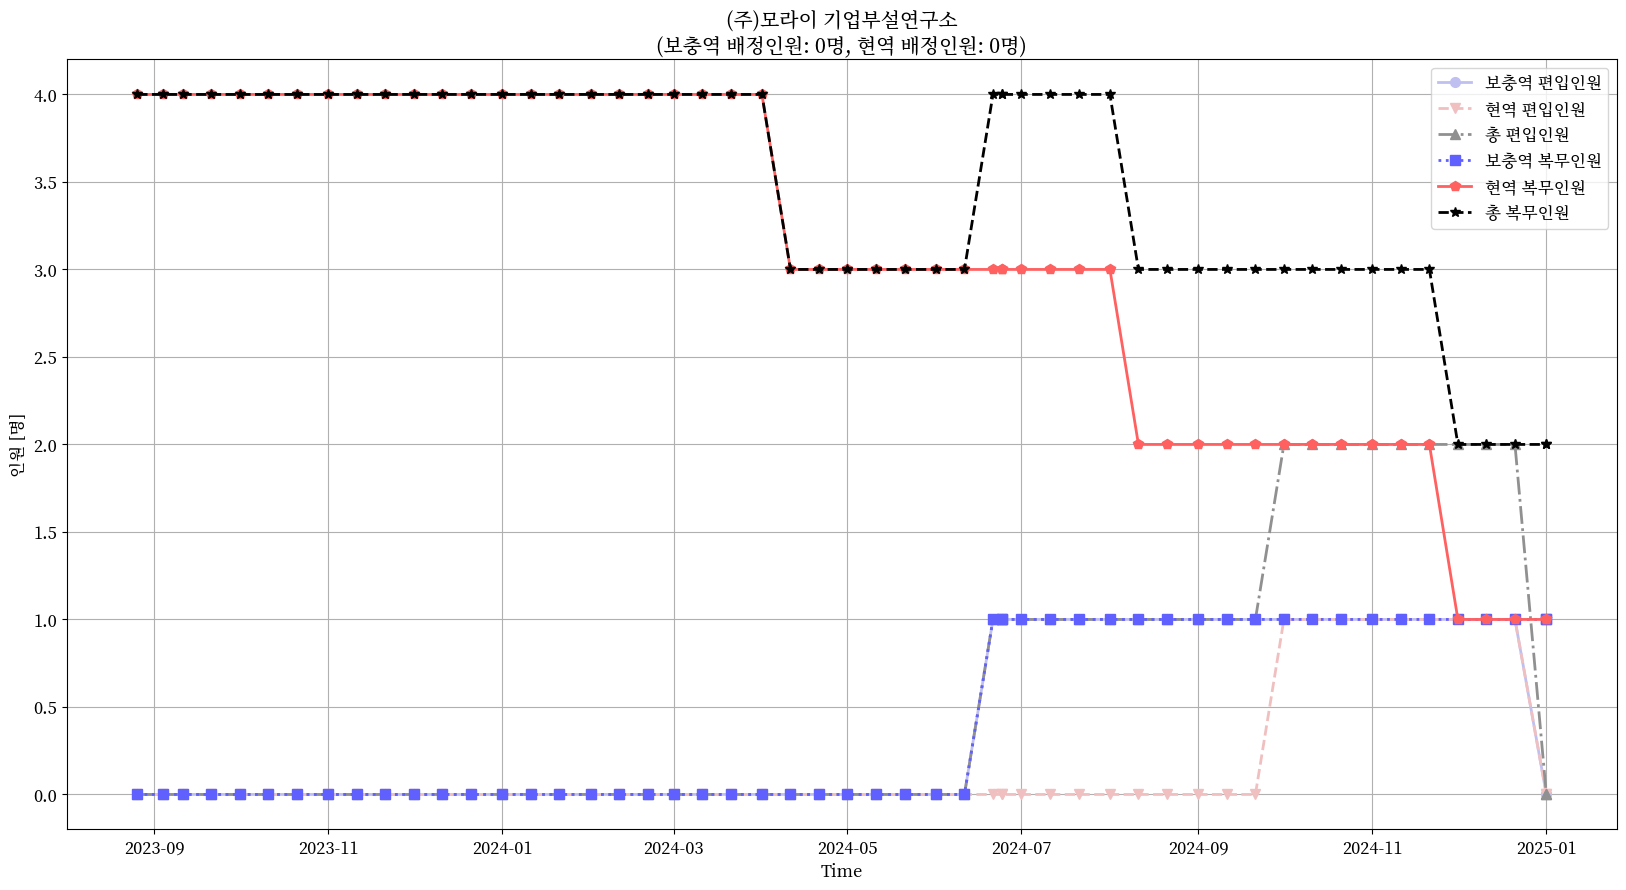 (주)모라이 기업부설연구소
(보충역 배정인원: 0명, 현역 배정인원: 0명)
보충역 편입인원
현역 편입인원
총 편입인원
보충역 복무인원
현역 복무인원
총 복무인원
4.0
3.5
3.0
2.5
2.0
1.5
1.0
0.5
0.0
인원 [명]
2023-09 2023-11 2024-01 2024-03 2024-05 2024-07 2024-09 2024-11 2025-01
Time